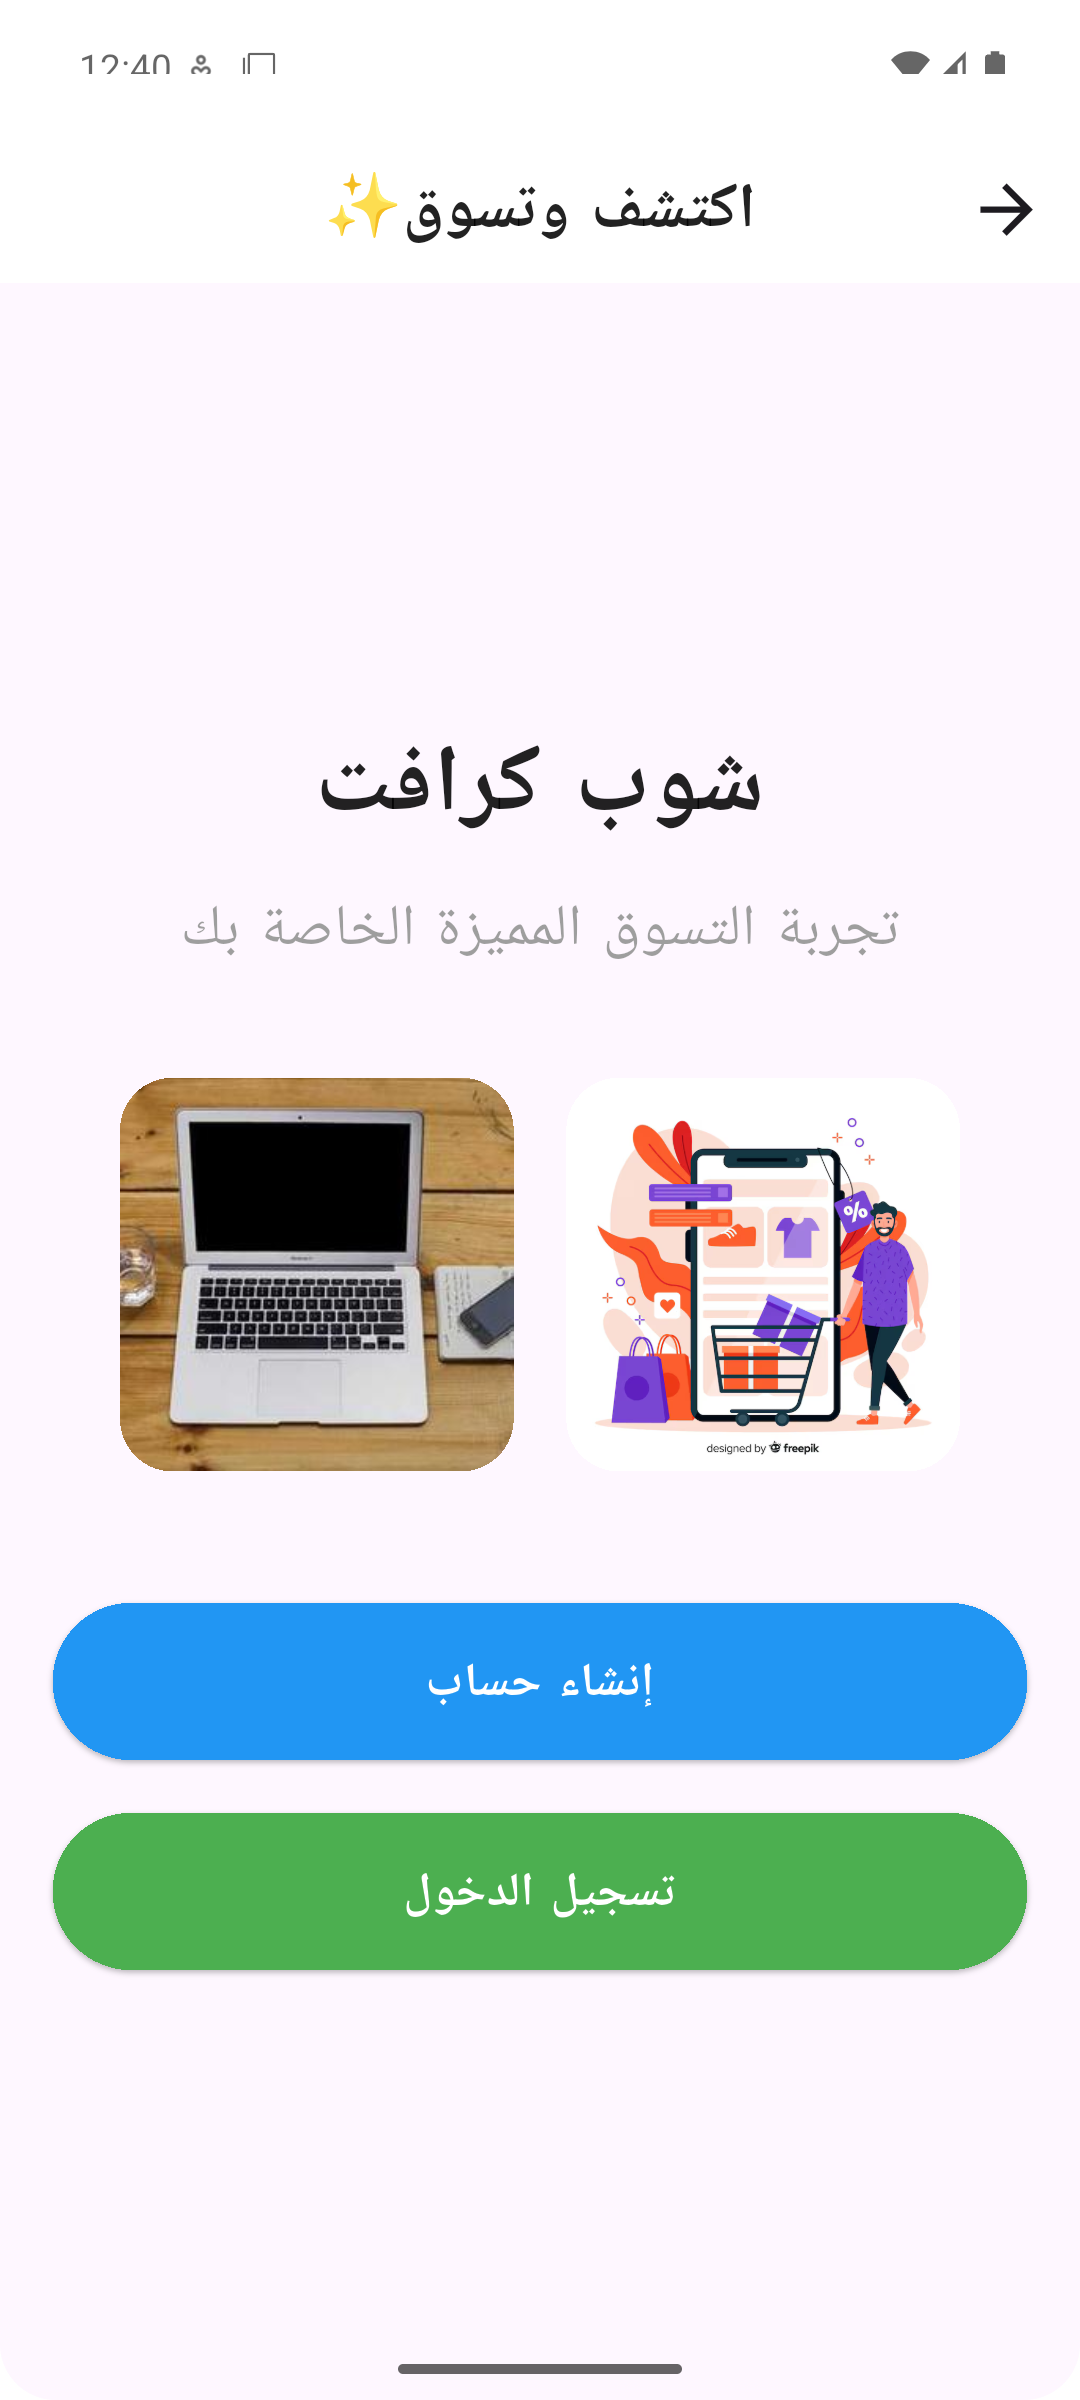 12:40
اكتشف وتسوق✨
شوب كرافت
تجربة التسوق المميزة الخاصة بك
%
designed by freepik
إنشاء حساب
تسجيل الدخول